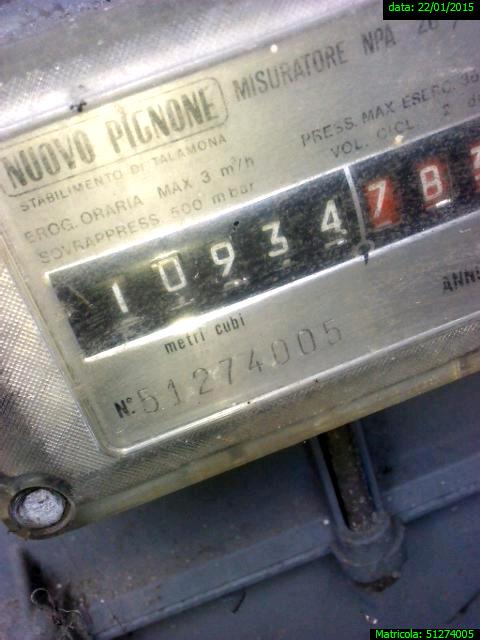 data: 22/01/2015
MISURATORE NPA
NUOVO PIGNONE
STABILIMENTO DI TALAMONA
EROG. ORARIA MAX 3 m³/h
SOVRAPPRESS. 500 mbar
PRESS. MAX ESERC.
VOL. CICL. 2
10934 78
metri cubi
N° 51274005
Matricola: 51274005